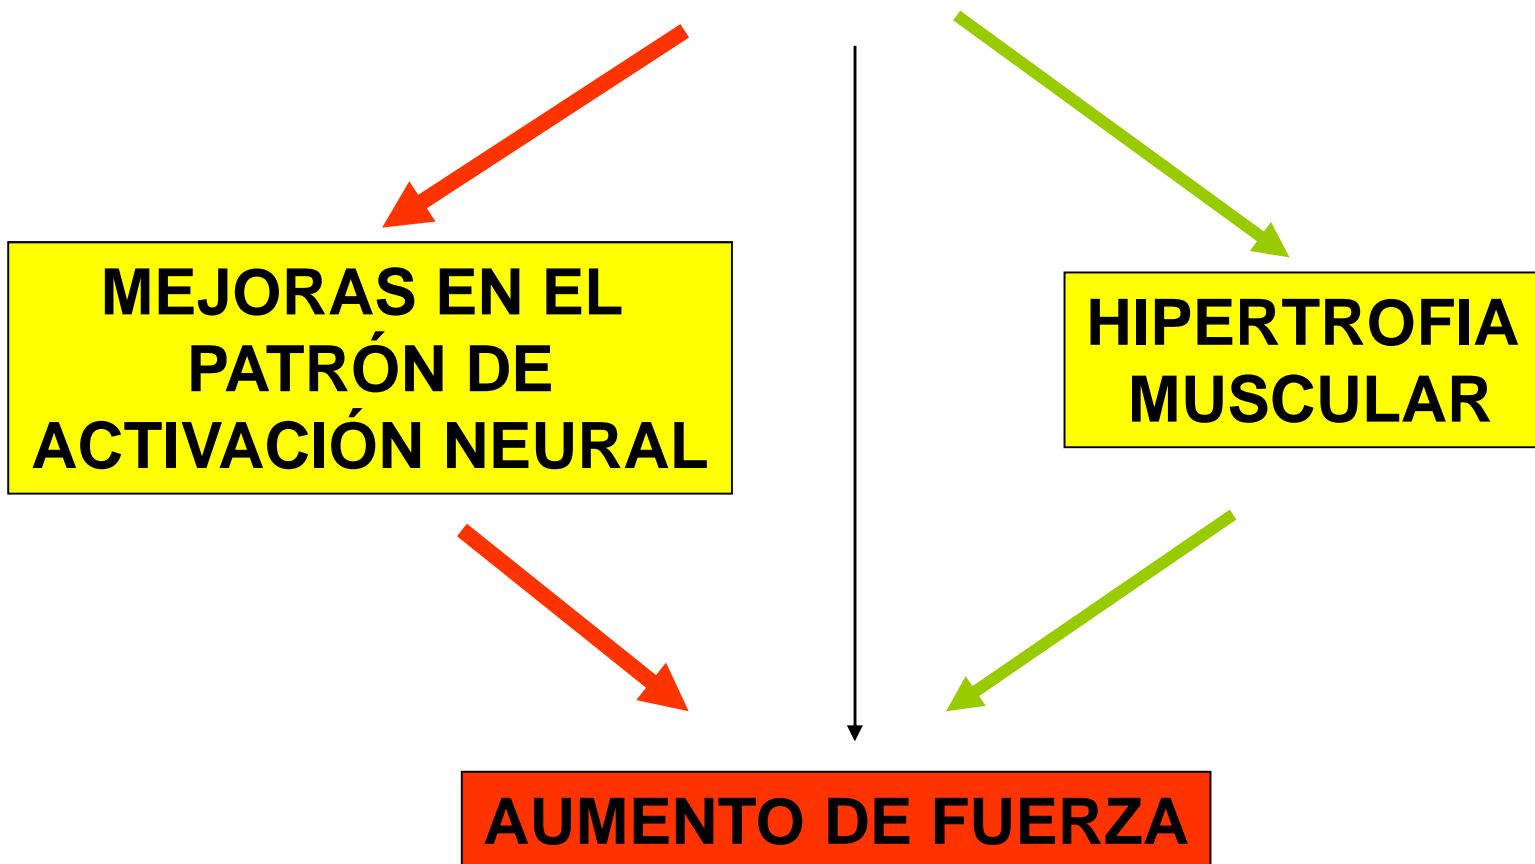 MEJORAS EN EL
PATRÓN DE
ACTIVACIÓN NEURAL
HIPERTROFIA
MUSCULAR
AUMENTO DE FUERZA